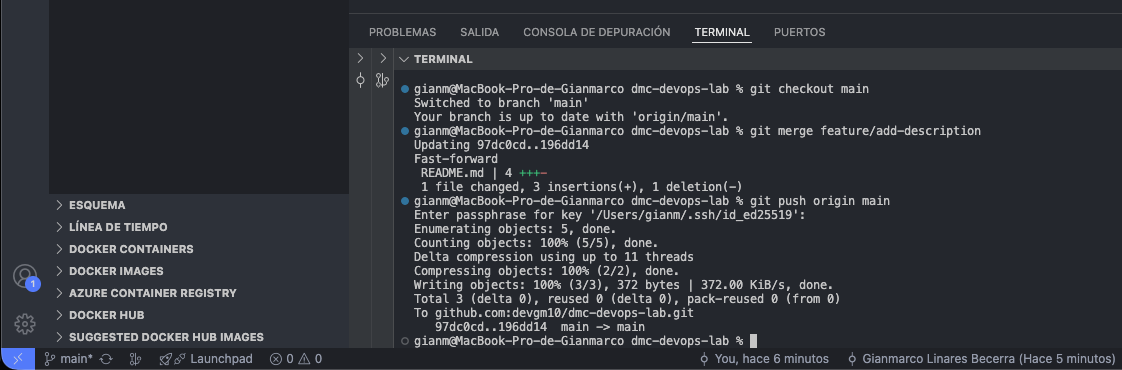 PROBLEMAS SALIDA CONSOLA DE DEPURACIÓN TERMINAL PUERTOS
TERMINAL
gianm@MacBook-Pro-de-Gianmarco dmc-devops-lab % git checkout main
Switched to branch 'main'
Your branch is up to date with 'origin/main'.
gianm@MacBook-Pro-de-Gianmarco dmc-devops-lab % git merge feature/add-description
Updating 97dc0cd..196dd14
Fast-forward
README.md | 4 +++-
1 file changed, 3 insertions(+), 1 deletion(-)
gianm@MacBook-Pro-de-Gianmarco dmc-devops-lab % git push origin main
Enter passphrase for key '/Users/gianm/.ssh/id_ed25519':
Enumerating objects: 5, done.
Counting objects: 100% (5/5), done.
Delta compression using up to 11 threads
Compressing objects: 100% (2/2), done.
Writing objects: 100% (3/3), 372 bytes | 372.00 KiB/s, done.
Total 3 (delta 0), reused 0 (delta 0), pack-reused 0 (from 0)
To github.com:devgm10/dmc-devops-lab.git
97dc0cd..196dd14  main -> main
gianm@MacBook-Pro-de-Gianmarco dmc-devops-lab %
ESQUEMA
LÍNEA DE TIEMPO
DOCKER CONTAINERS
DOCKER IMAGES
AZURE CONTAINER REGISTRY
DOCKER HUB
SUGGESTED DOCKER HUB IMAGES
1
main* Launchpad 0 0 You, hace 6 minutos Gianmarco Linares Becerra (Hace 5 minutos)